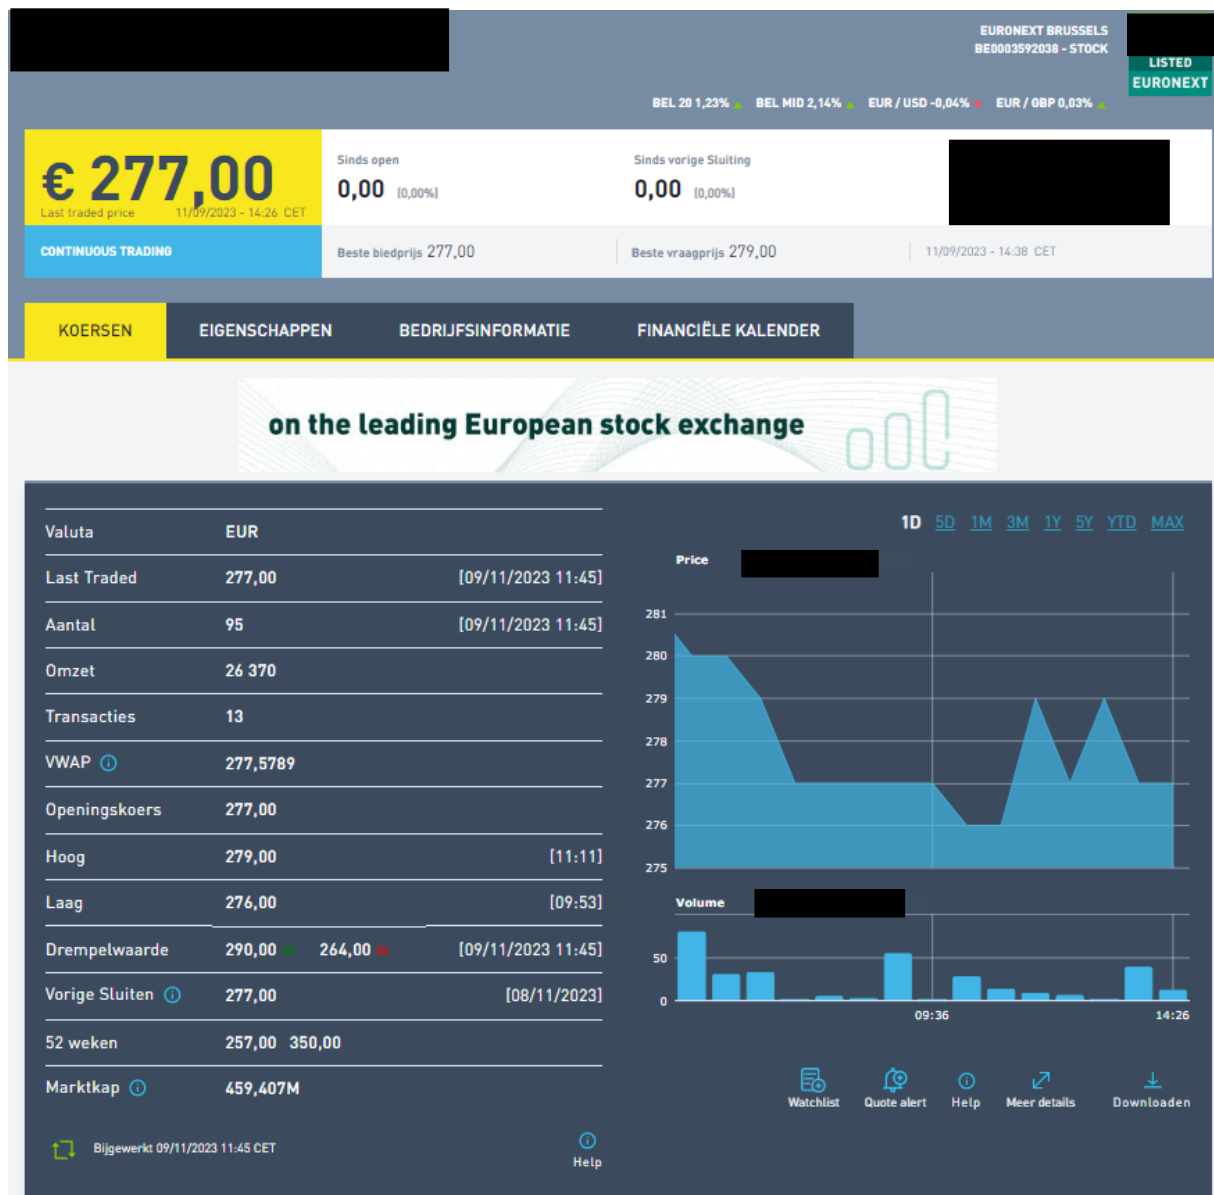 EURONEXT BRUSSELS
BE0003592038 - STOCK
LISTED
EURONEXT
BEL 20 1,23% BEL MID 2,14% EUR / USD -0,04% EUR / GBP 0,03%
€ 277,00
Last traded price 11/09/2023 - 14:26 CET
Sinds open
0,00 (0,00%)
Sinds vorige Sluiting
0,00 (0,00%)
CONTINUOUS TRADING
Beste biedprijs 277,00
Beste vraagprijs 279,00
11/09/2023 - 14:38 CET
KOERSEN EIGENSCHAPPEN BEDRIJFSINFORMATIE FINANCIËLE KALENDER
on the leading European stock exchange
Valuta EUR
Last Traded 277,00 [09/11/2023 11:45]
Aantal 95 [09/11/2023 11:45]
Omzet 26 370
Transacties 13
VWAP 277,5789
Openingskoers 277,00
Hoog 279,00 [11:11]
Laag 276,00 [09:53]
Drempelwaarde 290,00 264,00 [09/11/2023 11:45]
Vorige Sluiten 277,00 [08/11/2023]
52 weken 257,00 350,00
Marktkap 459,407M
Bijgewerkt 09/11/2023 11:45 CET
Help
1D 5D 1M 3M 1Y 5Y YTD MAX
Price
281
280
279
278
277
276
275
Volume
50
0
09:36 14:26
Watchlist Quote alert Help Meer details Downloaden